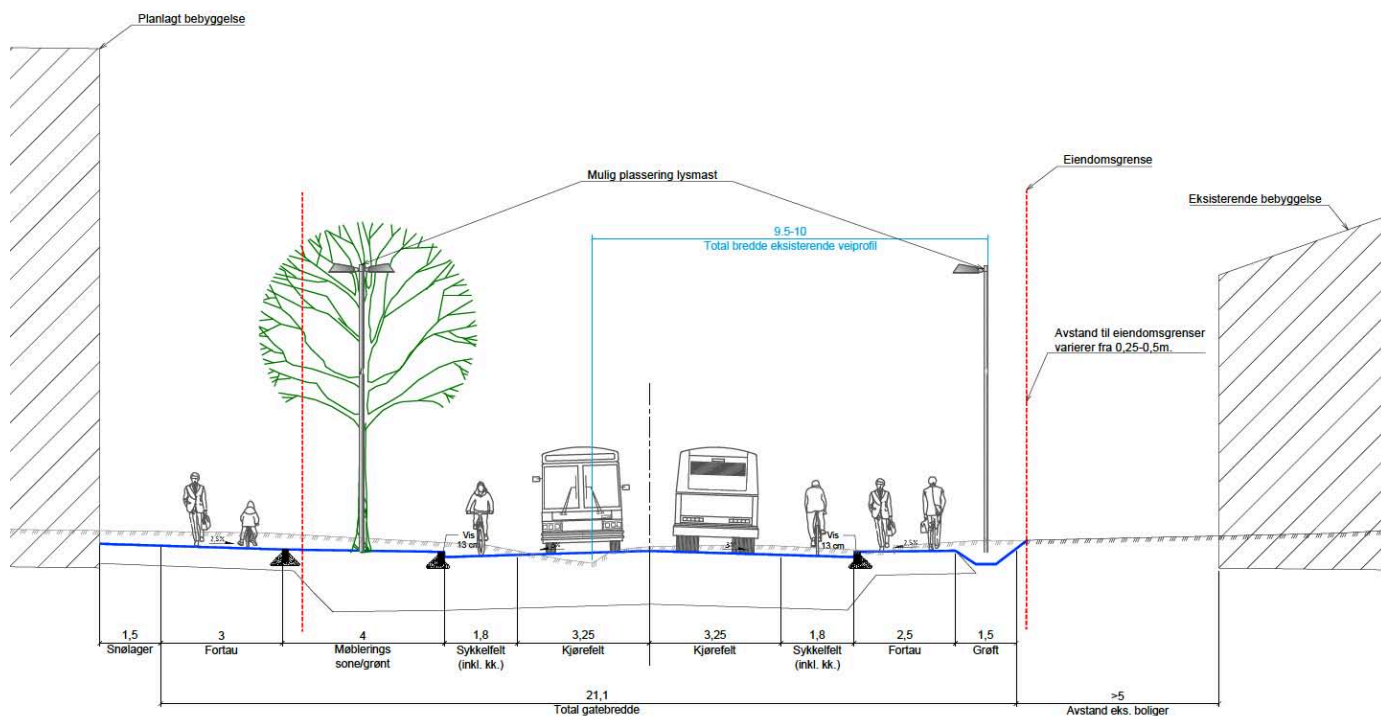 Planlagt bebyggelse
Eiendomsgrense
Mulig plassering lysmast
Eksisterende bebyggelse
9.5-10
Total bredde eksisterende veiprofil
Avstand til eiendomsgrenser
varierer fra 0,25-0,5m.
2,5%
Vis
13 cm
Vis
13 cm
2,5%
1,5
Snølager
3
Fortau
4
Møblerings
sone/grønt
1,8
Sykkelfelt
(inkl. kk.)
3,25
Kjørefelt
3,25
Kjørefelt
1,8
Sykkelfelt
(inkl. kk.)
2,5
Fortau
1,5
Grøft
21,1
Total gatebredde
>5
Avstand eks. boliger